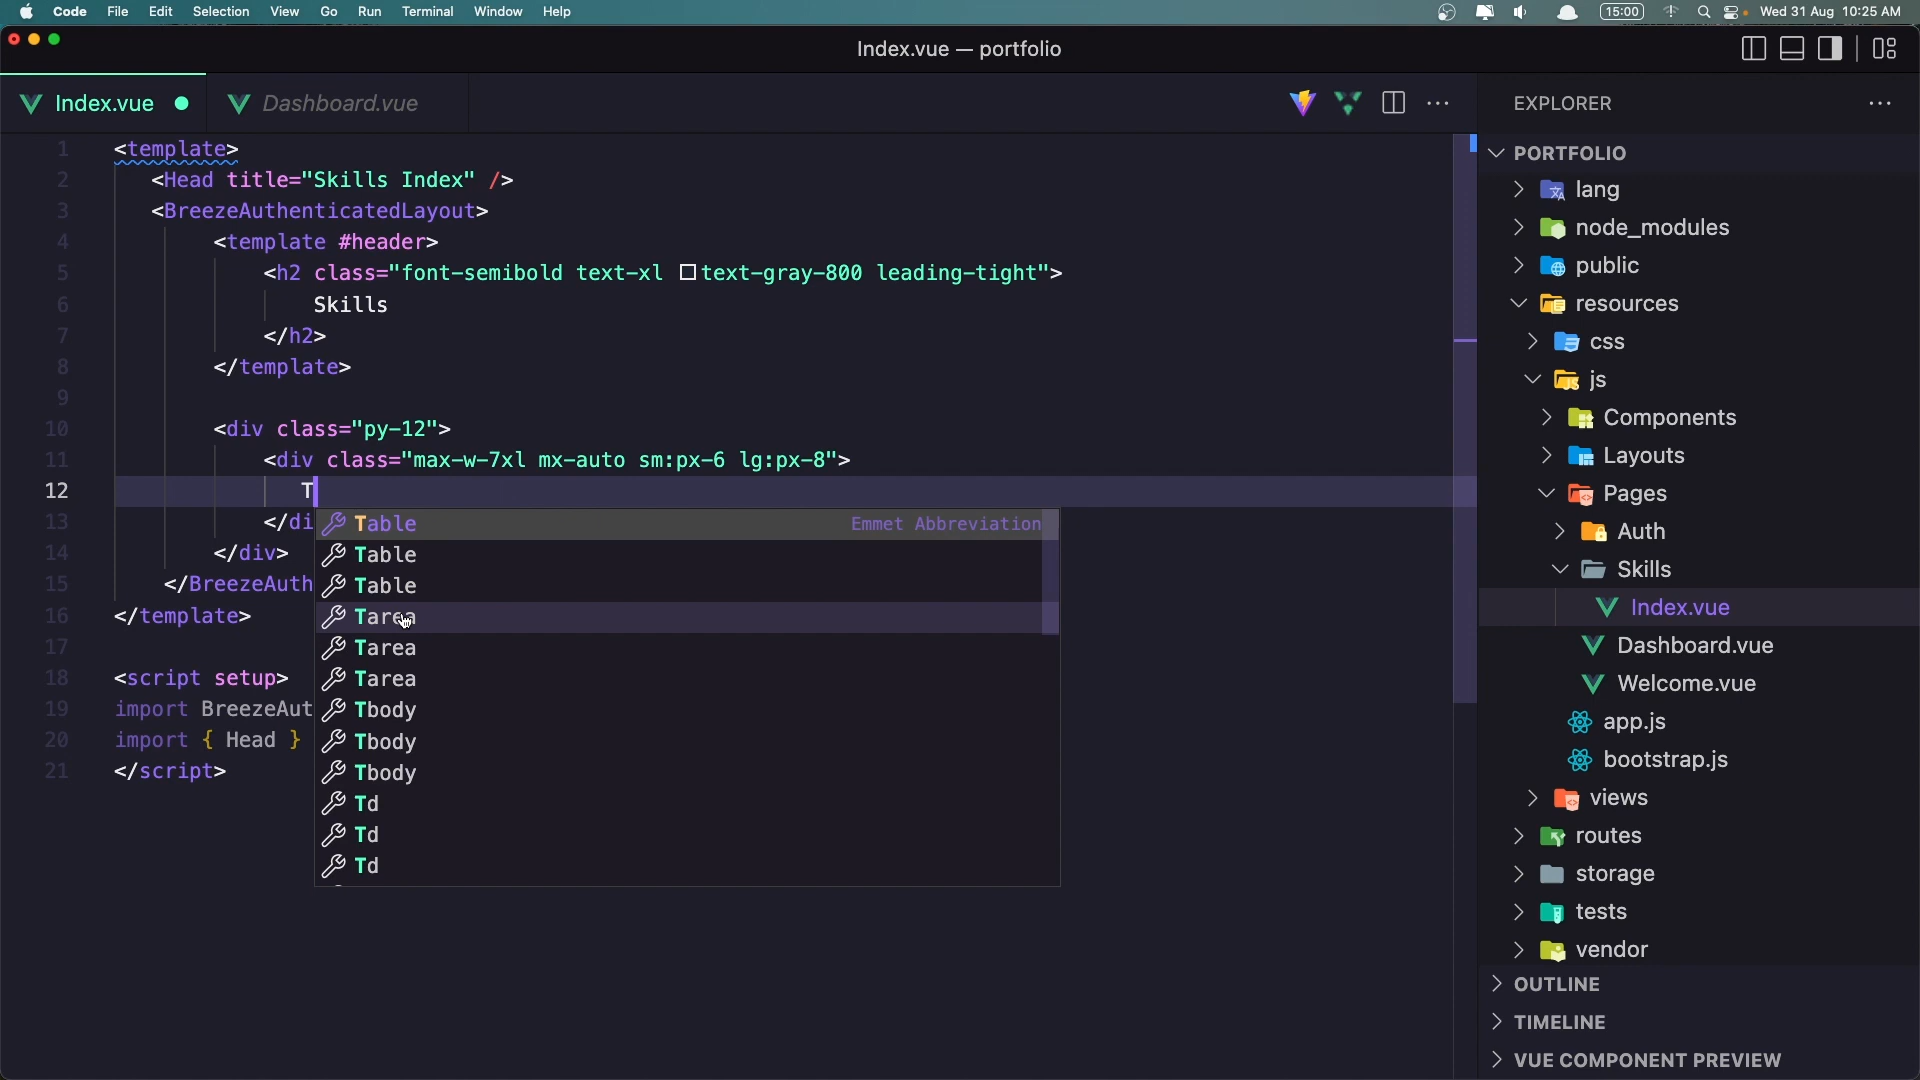 Code File Edit Selection View Go Run Terminal Window Help 15:00 Wed 31 Aug 10:25 AM
Index.vue — portfolio
Index.vue Dashboard.vue
1 <template>
2 <Head title="Skills Index" />
3 <BreezeAuthenticatedLayout>
4 <template #header>
5 <h2 class="font-semibold text-xl text-gray-800 leading-tight">
6 Skills
7 </h2>
8 </template>
9
10 <div class="py-12">
11 <div class="max-w-7xl mx-auto sm:px-6 lg:px-8">
12 T
13 </di
14 </div>
15 </BreezeAuth
16 </template>
17
18 <script setup>
19 import BreezeAut
20 import { Head }
21 </script>
Table Emmet Abbreviation
Table
Table
Tarea
Tarea
Tarea
Tbody
Tbody
Tbody
Td
Td
Td
EXPLORER
PORTFOLIO
lang
node_modules
public
resources
css
js
Components
Layouts
Pages
Auth
Skills
Index.vue
Dashboard.vue
Welcome.vue
app.js
bootstrap.js
views
routes
storage
tests
vendor
OUTLINE
TIMELINE
VUE COMPONENT PREVIEW